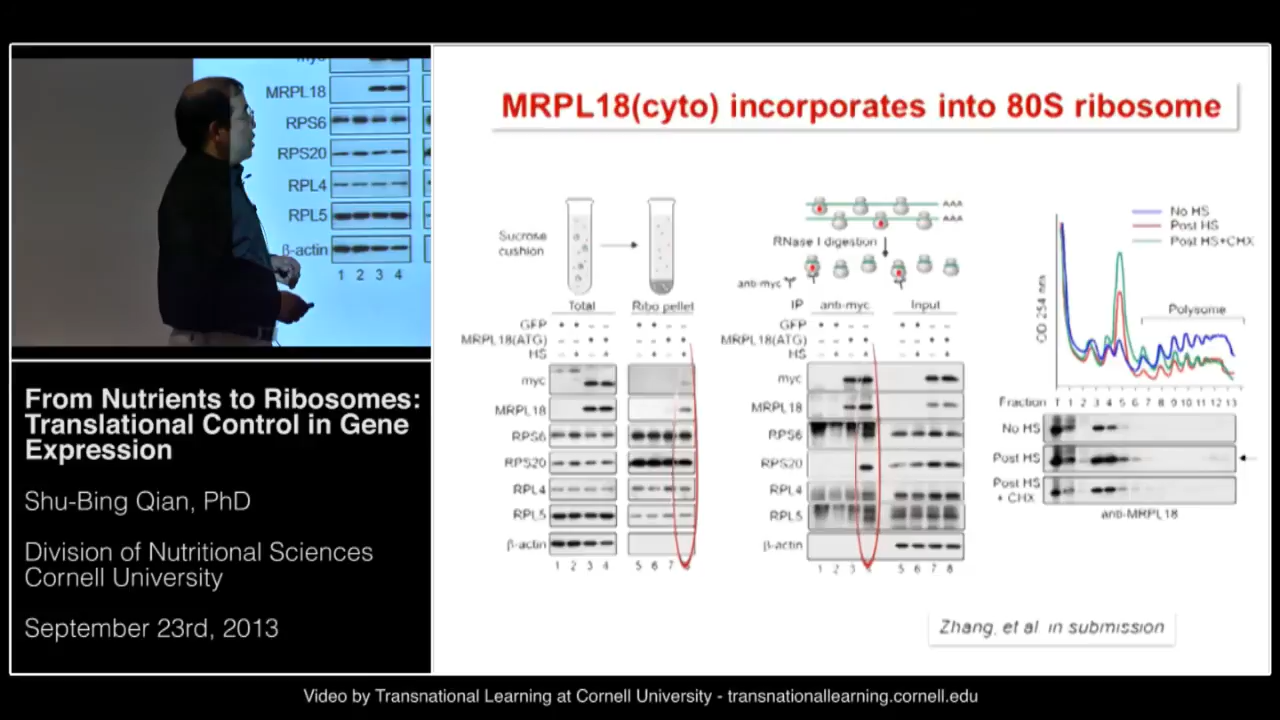 myc
MRPL18
RPS6
RPS20
RPL4
RPL5
β-actin
1 2 3 4
From Nutrients to Ribosomes:
Translational Control in Gene
Expression
Shu-Bing Qian, PhD
Division of Nutritional Sciences
Cornell University
September 23rd, 2013
MRPL18(cyto) incorporates into 80S ribosome
Sucrose
cushion
Total Ribo pellet
GFP + + - - + + - -
MRPL18(ATG) - - + + - - + +
HS - + - + - + - +
myc
MRPL18
RPS6
RPS20
RPL4
RPL5
β-actin
1 2 3 4 5 6 7 8
AAA
AAA
RNase I digestion
anti-myc
IP anti-myc Input
GFP + + - - + + - -
MRPL18(ATG) - - + + - - + +
HS - + - + - + - +
myc
MRPL18
RPS6
RPS20
RPL4
RPL5
β-actin
1 2 3 4 5 6 7 8
No HS
Post HS
Post HS+CHX
OD 254 nm
Polysome
Fraction T 1 2 3 4 5 6 7 8 9 10 11 12 13
No HS
Post HS
Post HS
+ CHX
anti-MRPL18
Zhang, et al in submission
Video by Transnational Learning at Cornell University - transnationallearning.cornell.edu